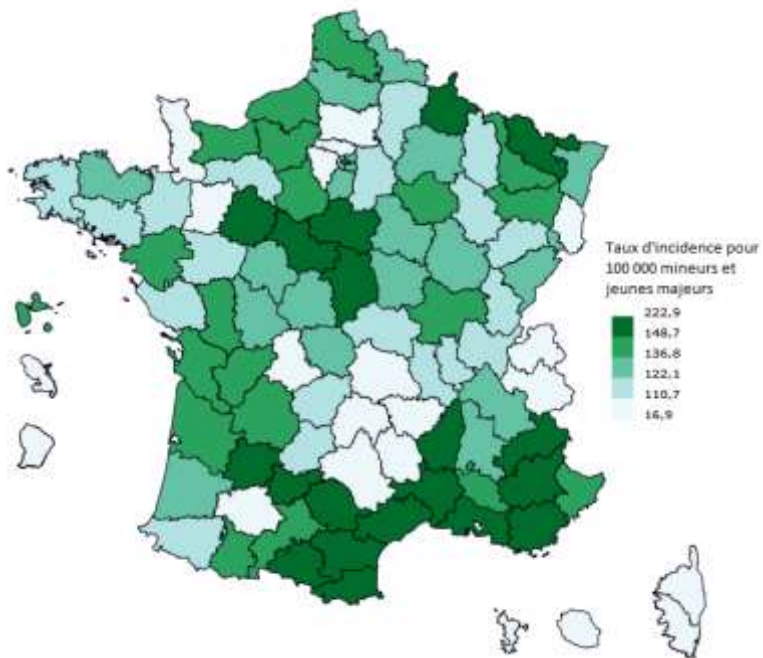 Taux d'incidence pour
100 000 mineurs et
jeunes majeurs
222,9
148,7
136,8
122,1
110,7
16,9